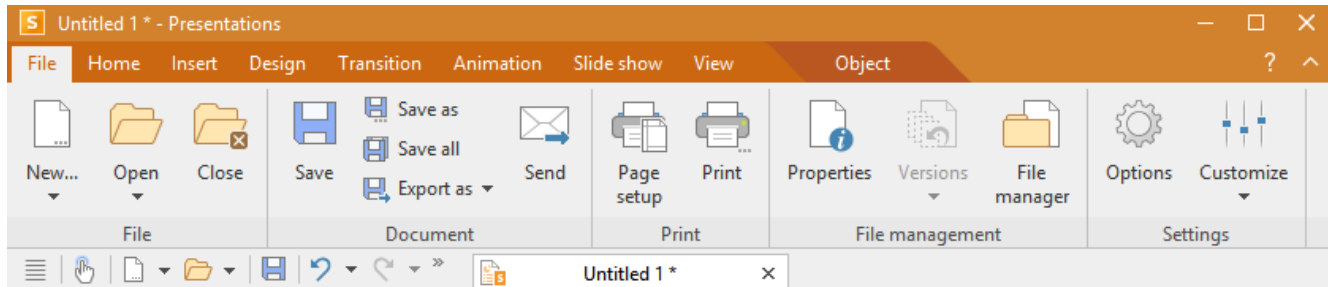 S Untitled 1 * - Presentations
File Home Insert Design Transition Animation Slide show View Object ?
Save as
Save all
Export as
New... Open Close Save Send Page setup Print Properties Versions File manager Options Customize
File Document Print File management Settings
S Untitled 1 *